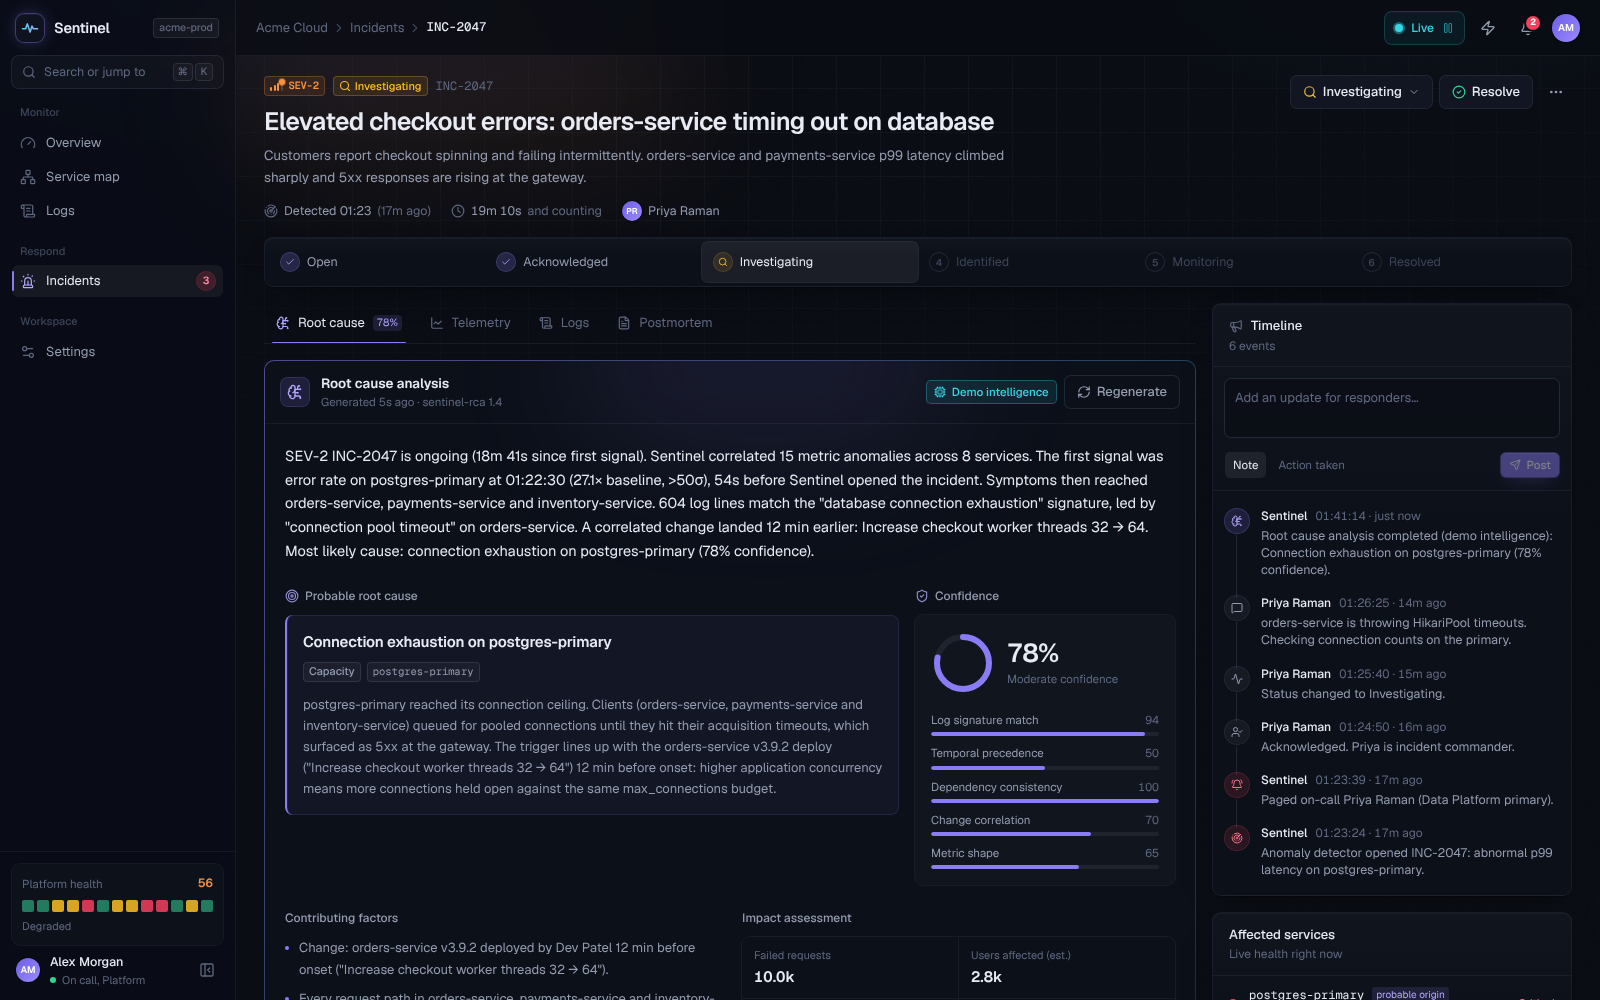 Sentinel
acme-prod
Search or jump to
⌘ K
Monitor
Overview
Service map
Logs
Respond
Incidents
3
Workspace
Settings
Platform health
56
Degraded
AM
Alex Morgan
On call, Platform
Acme Cloud > Incidents > INC-2047
Live
2
AM
SEV-2
Investigating
INC-2047
Investigating
Resolve
Elevated checkout errors: orders-service timing out on database
Customers report checkout spinning and failing intermittently. orders-service and payments-service p99 latency climbed
sharply and 5xx responses are rising at the gateway.
Detected 01:23 (17m ago)
19m 10s and counting
PR
Priya Raman
Open
Acknowledged
Investigating
4 Identified
5 Monitoring
6 Resolved
Root cause 78%
Telemetry
Logs
Postmortem
Root cause analysis
Generated 5s ago · sentinel-rca 1.4
Demo intelligence
Regenerate
SEV-2 INC-2047 is ongoing (18m 41s since first signal). Sentinel correlated 15 metric anomalies across 8 services. The first signal was
error rate on postgres-primary at 01:22:30 (27.1× baseline, >50σ), 54s before Sentinel opened the incident. Symptoms then reached
orders-service, payments-service and inventory-service. 604 log lines match the "database connection exhaustion" signature, led by
"connection pool timeout" on orders-service. A correlated change landed 12 min earlier: Increase checkout worker threads 32 → 64.
Most likely cause: connection exhaustion on postgres-primary (78% confidence).
Probable root cause
Connection exhaustion on postgres-primary
Capacity
postgres-primary
postgres-primary reached its connection ceiling. Clients (orders-service, payments-service and
inventory-service) queued for pooled connections until they hit their acquisition timeouts, which
surfaced as 5xx at the gateway. The trigger lines up with the orders-service v3.9.2 deploy
("Increase checkout worker threads 32 → 64") 12 min before onset: higher application concurrency
means more connections held open against the same max_connections budget.
Confidence
78%
Moderate confidence
Log signature match 94
Temporal precedence 50
Dependency consistency 100
Change correlation 70
Metric shape 65
Contributing factors
Change: orders-service v3.9.2 deployed by Dev Patel 12 min before
onset ("Increase checkout worker threads 32 → 64").
Every request path in orders-service, payments-service and inventory-
Impact assessment
Failed requests
10.0k
Users affected (est.)
2.8k
Timeline
6 events
Add an update for responders…
Note
Action taken
Post
Sentinel 01:41:14 · just now
Root cause analysis completed (demo intelligence):
Connection exhaustion on postgres-primary (78%
confidence).
Priya Raman 01:26:25 · 14m ago
orders-service is throwing HikariPool timeouts.
Checking connection counts on the primary.
Priya Raman 01:25:40 · 15m ago
Status changed to Investigating.
Priya Raman 01:24:50 · 16m ago
Acknowledged. Priya is incident commander.
Sentinel 01:23:39 · 17m ago
Paged on-call Priya Raman (Data Platform primary).
Sentinel 01:23:24 · 17m ago
Anomaly detector opened INC-2047: abnormal p99
latency on postgres-primary.
Affected services
Live health right now
postgres-primary
probable origin